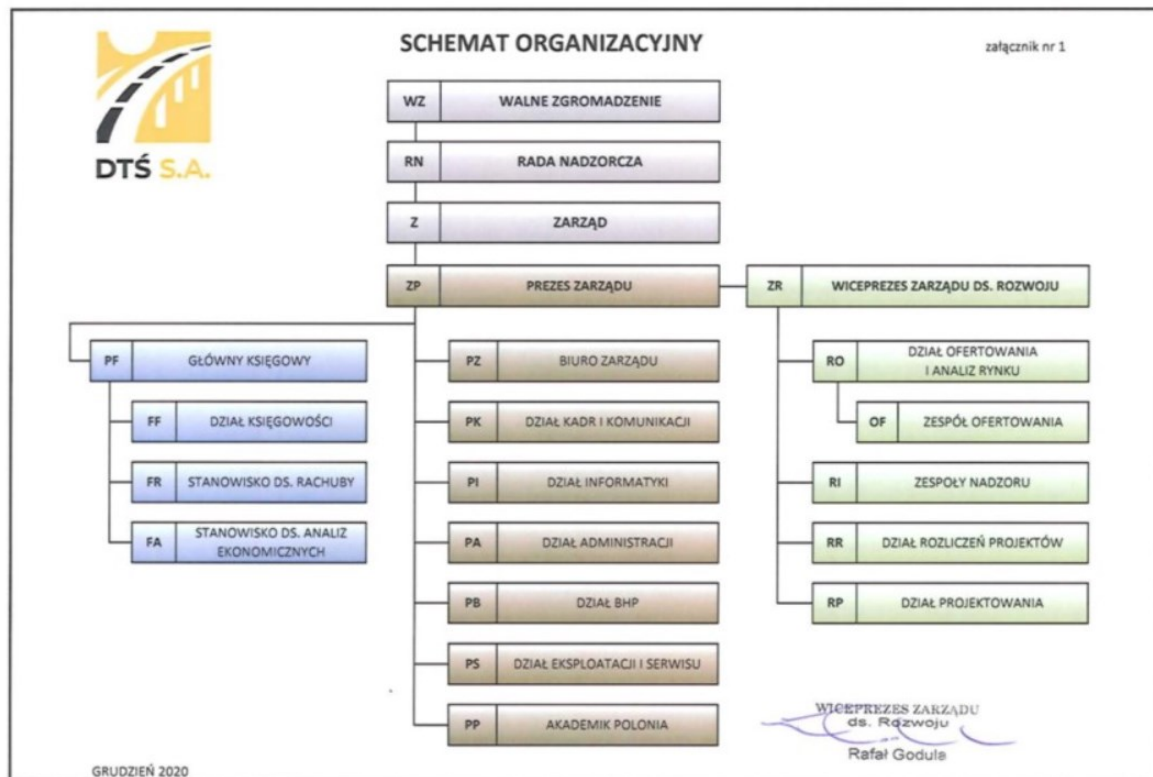 SCHEMAT ORGANIZACYJNY
załącznik nr 1
DTŚ S.A.
WZ WALNE ZGROMADZENIE
RN RADA NADZORCZA
Z ZARZĄD
ZP PREZES ZARZĄDU
ZR WICEPREZES ZARZĄDU DS. ROZWOJU
PF GŁÓWNY KSIĘGOWY
FF DZIAŁ KSIĘGOWOŚCI
FR STANOWISKO DS. RACHUBY
FA STANOWISKO DS. ANALIZ
EKONOMICZNYCH
PZ BIURO ZARZĄDU
PK DZIAŁ KADR I KOMUNIKACJI
PI DZIAŁ INFORMATYKI
PA DZIAŁ ADMINISTRACJI
PB DZIAŁ BHP
PS DZIAŁ EKSPLOATACJI I SERWISU
PP AKADEMIK POLONIA
RO DZIAŁ OFERTOWANIA
I ANALIZ RYNKU
OF ZESPÓŁ OFERTOWANIA
RI ZESPOŁY NADZORU
RR DZIAŁ ROZLICZEŃ PROJEKTÓW
RP DZIAŁ PROJEKTOWANIA
WICEPREZES ZARZĄDU
ds. Rozwoju
Rafał Godula
GRUDZIEŃ 2020